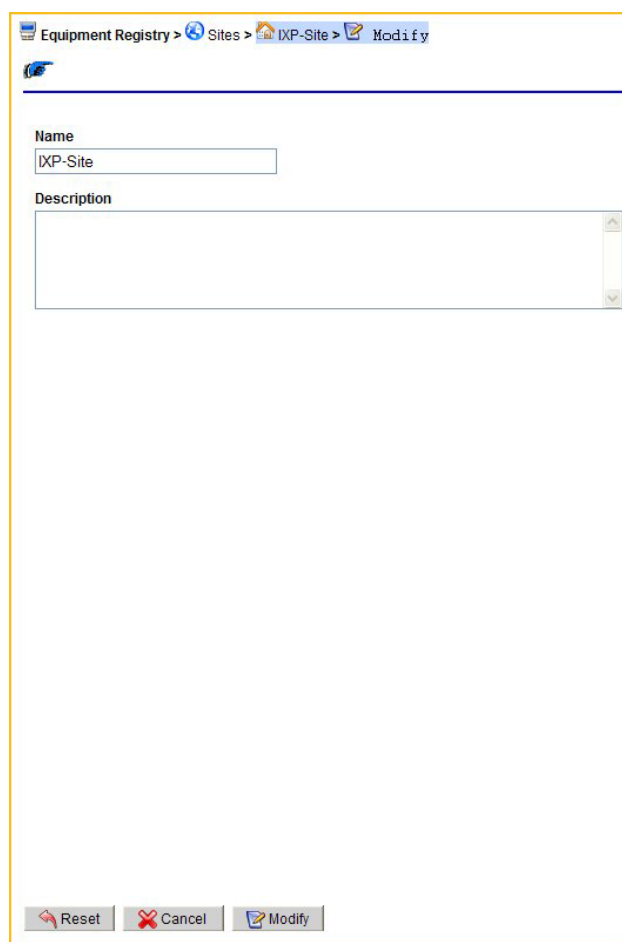 Equipment Registry > Sites > IXP-Site > Modify
Name
IXP-Site
Description
Reset Cancel Modify